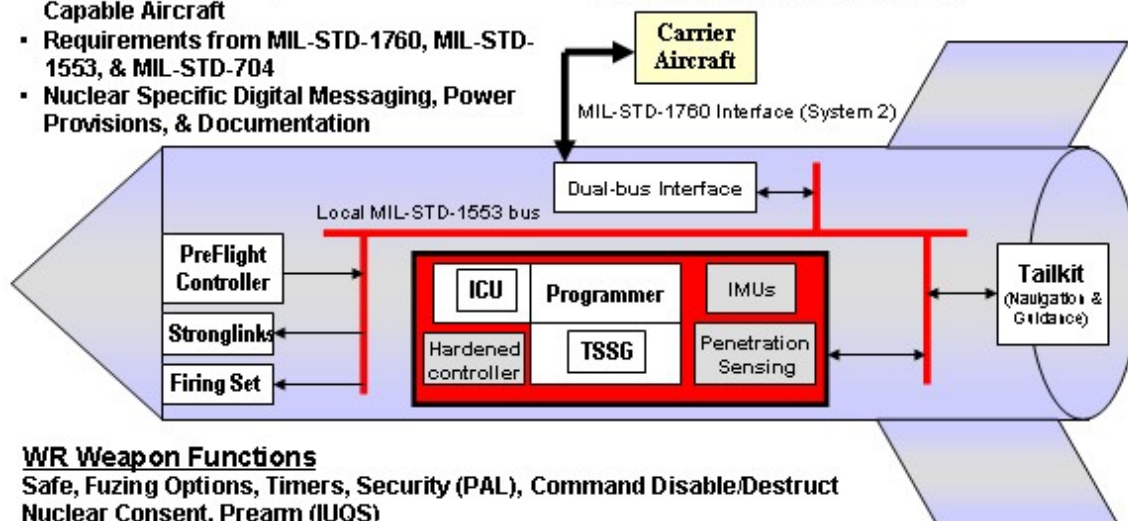 Capable Aircraft
▪ Requirements from MIL-STD-1760, MIL-STD-
1553, & MIL-STD-704
▪ Nuclear Specific Digital Messaging, Power
Provisions, & Documentation
Carrier
Aircraft
MIL-STD-1760 Interface (System 2)
Dual-bus Interface
Local MIL-STD-1553 bus
PreFlight
Controller
Stronglinks
Firing Set
ICU
Programmer
IMUs
Hardened
controller
TSSG
Penetration
Sensing
Tailkit
(Navigation &
Guidance)
WR Weapon Functions
Safe, Fuzing Options, Timers, Security (PAL), Command Disable/Destruct
Nuclear Consent, Prearm (IUQS)